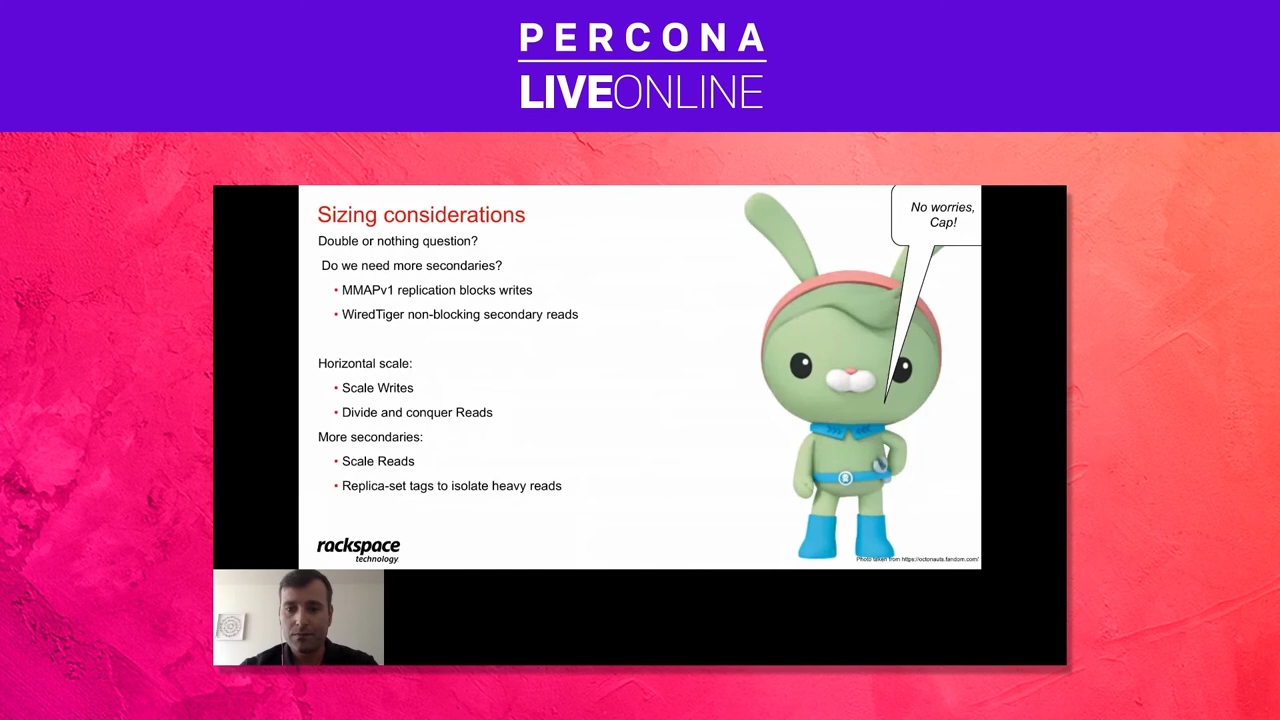 PERCONA
LIVEONLINE
Sizing considerations
Double or nothing question?
Do we need more secondaries?
• MMAPv1 replication blocks writes
• WiredTiger non-blocking secondary reads
Horizontal scale:
• Scale Writes
• Divide and conquer Reads
More secondaries:
• Scale Reads
• Replica-set tags to isolate heavy reads
No worries,
Cap!
rackspace
technology
Photo taken from https://octonauts.fandom.com/